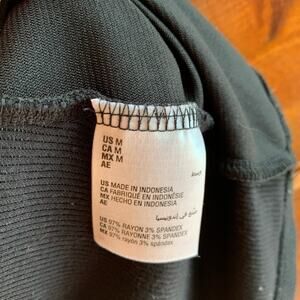 US M
CA M
MX M
AE وسط
US MADE IN INDONESIA
CA FABRIQUÉ EN INDONÉSIE
MX HECHO EN INDONESIA
AE صنع في إندونيسيا
US 97% RAYON 3% SPANDEX
CA 97% RAYONNE 3% SPANDEX
MX 97% rayón 3% spándex